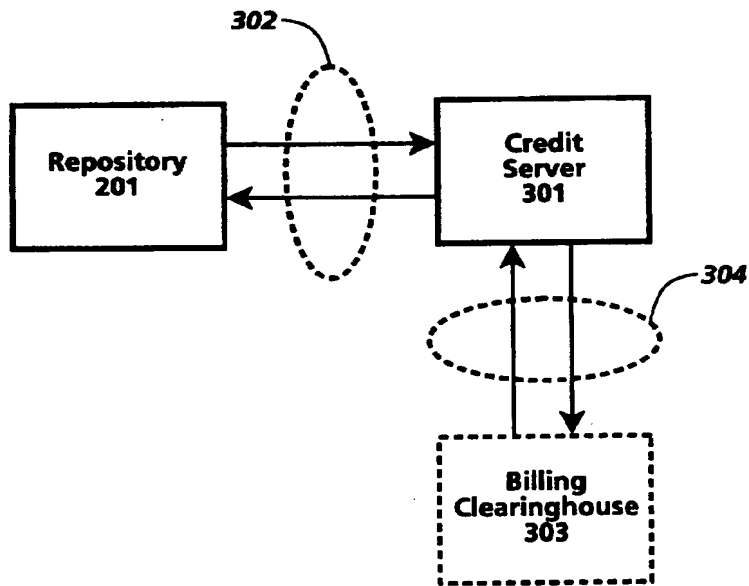 302
Repository
201
Credit
Server
301
304
Billing
Clearinghouse
303